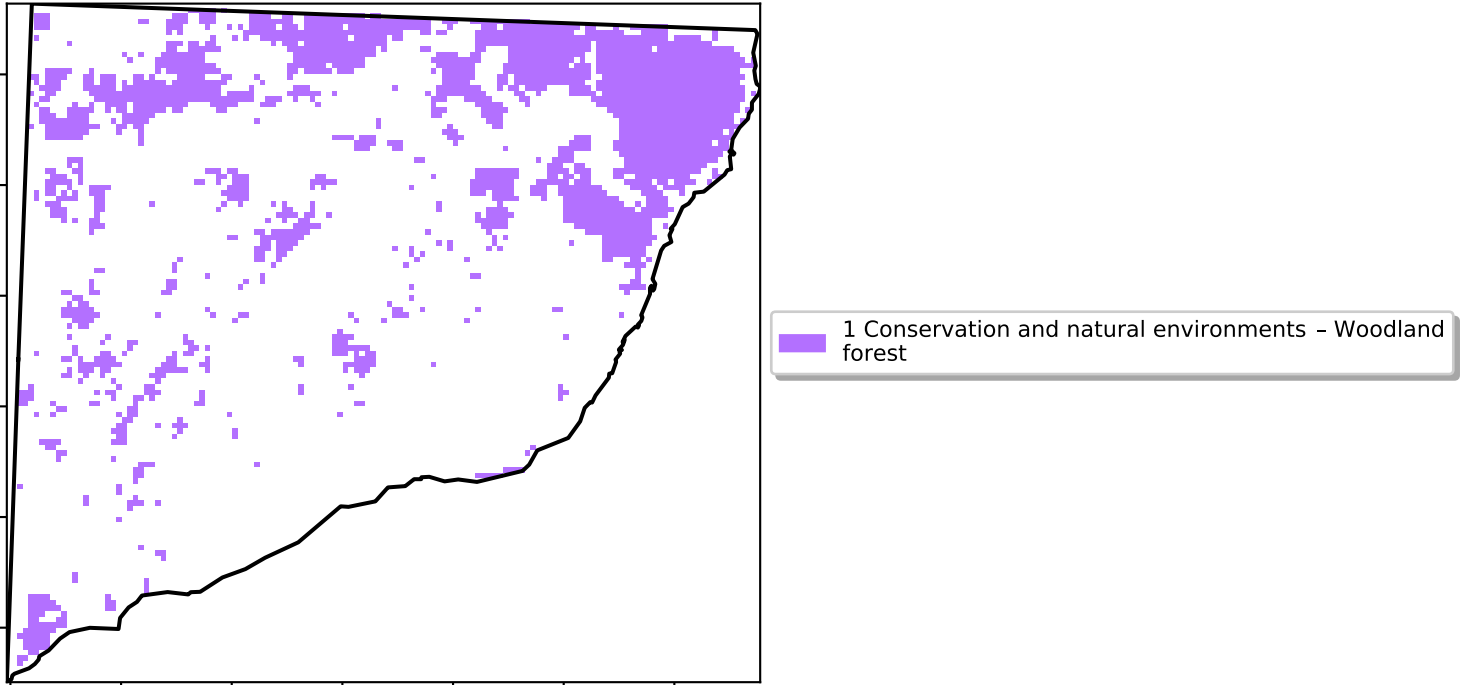 1 Conservation and natural environments – Woodland
forest